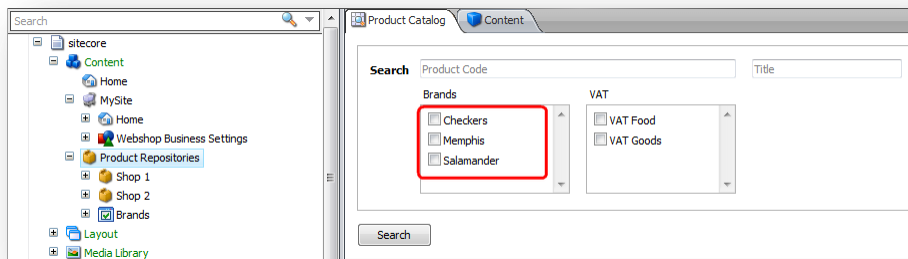 Search
sitecore
Content
Home
MySite
Home
Webshop Business Settings
Product Repositories
Shop 1
Shop 2
Brands
Layout
Media Library
Product Catalog Content
Search Product Code Title
Brands VAT
Checkers VAT Food
Memphis VAT Goods
Salamander
Search